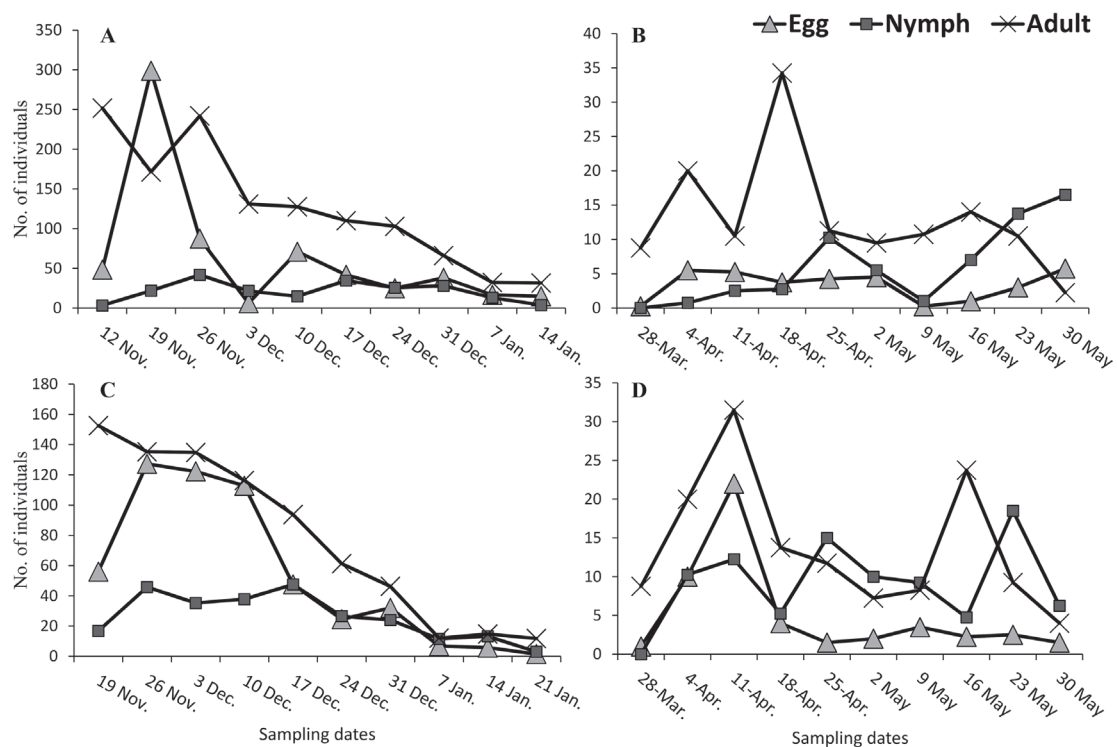 Egg Nymph Adult
A
No. of individuals
350
300
250
200
150
100
50
0
12 Nov.
19 Nov.
26 Nov.
3 Dec.
10 Dec.
17 Dec.
24 Dec.
31 Dec.
7 Jan.
14 Jan.
B
40
35
30
25
20
15
10
5
0
28-Mar.
4-Apr.
11-Apr.
18-Apr.
25-Apr.
2 May
9 May
16 May
23 May
30 May
C
No. of individuals
180
160
140
120
100
80
60
40
20
0
19 Nov.
26 Nov.
3 Dec.
10 Dec.
17 Dec.
24 Dec.
31 Dec.
7 Jan.
14 Jan.
21 Jan.
Sampling dates
D
35
30
25
20
15
10
5
0
28-Mar.
4-Apr.
11-Apr.
18-Apr.
25-Apr.
2 May
9 May
16 May
23 May
30 May
Sampling dates